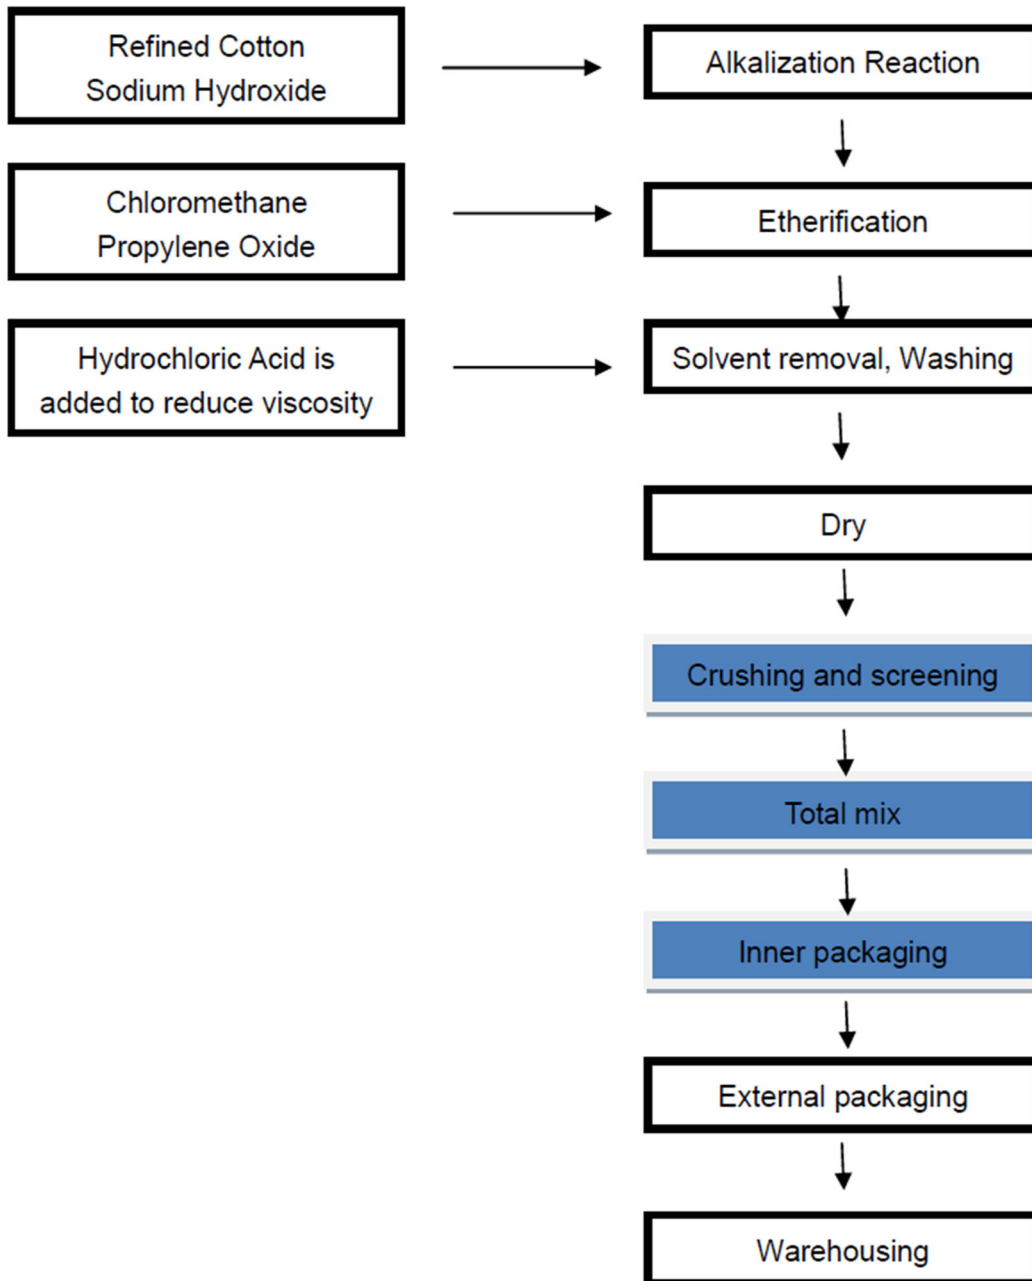 Refined Cotton
Sodium Hydroxide
Alkalization Reaction
Chloromethane
Propylene Oxide
Etherification
Hydrochloric Acid is
added to reduce viscosity
Solvent removal, Washing
Dry
Crushing and screening
Total mix
Inner packaging
External packaging
Warehousing